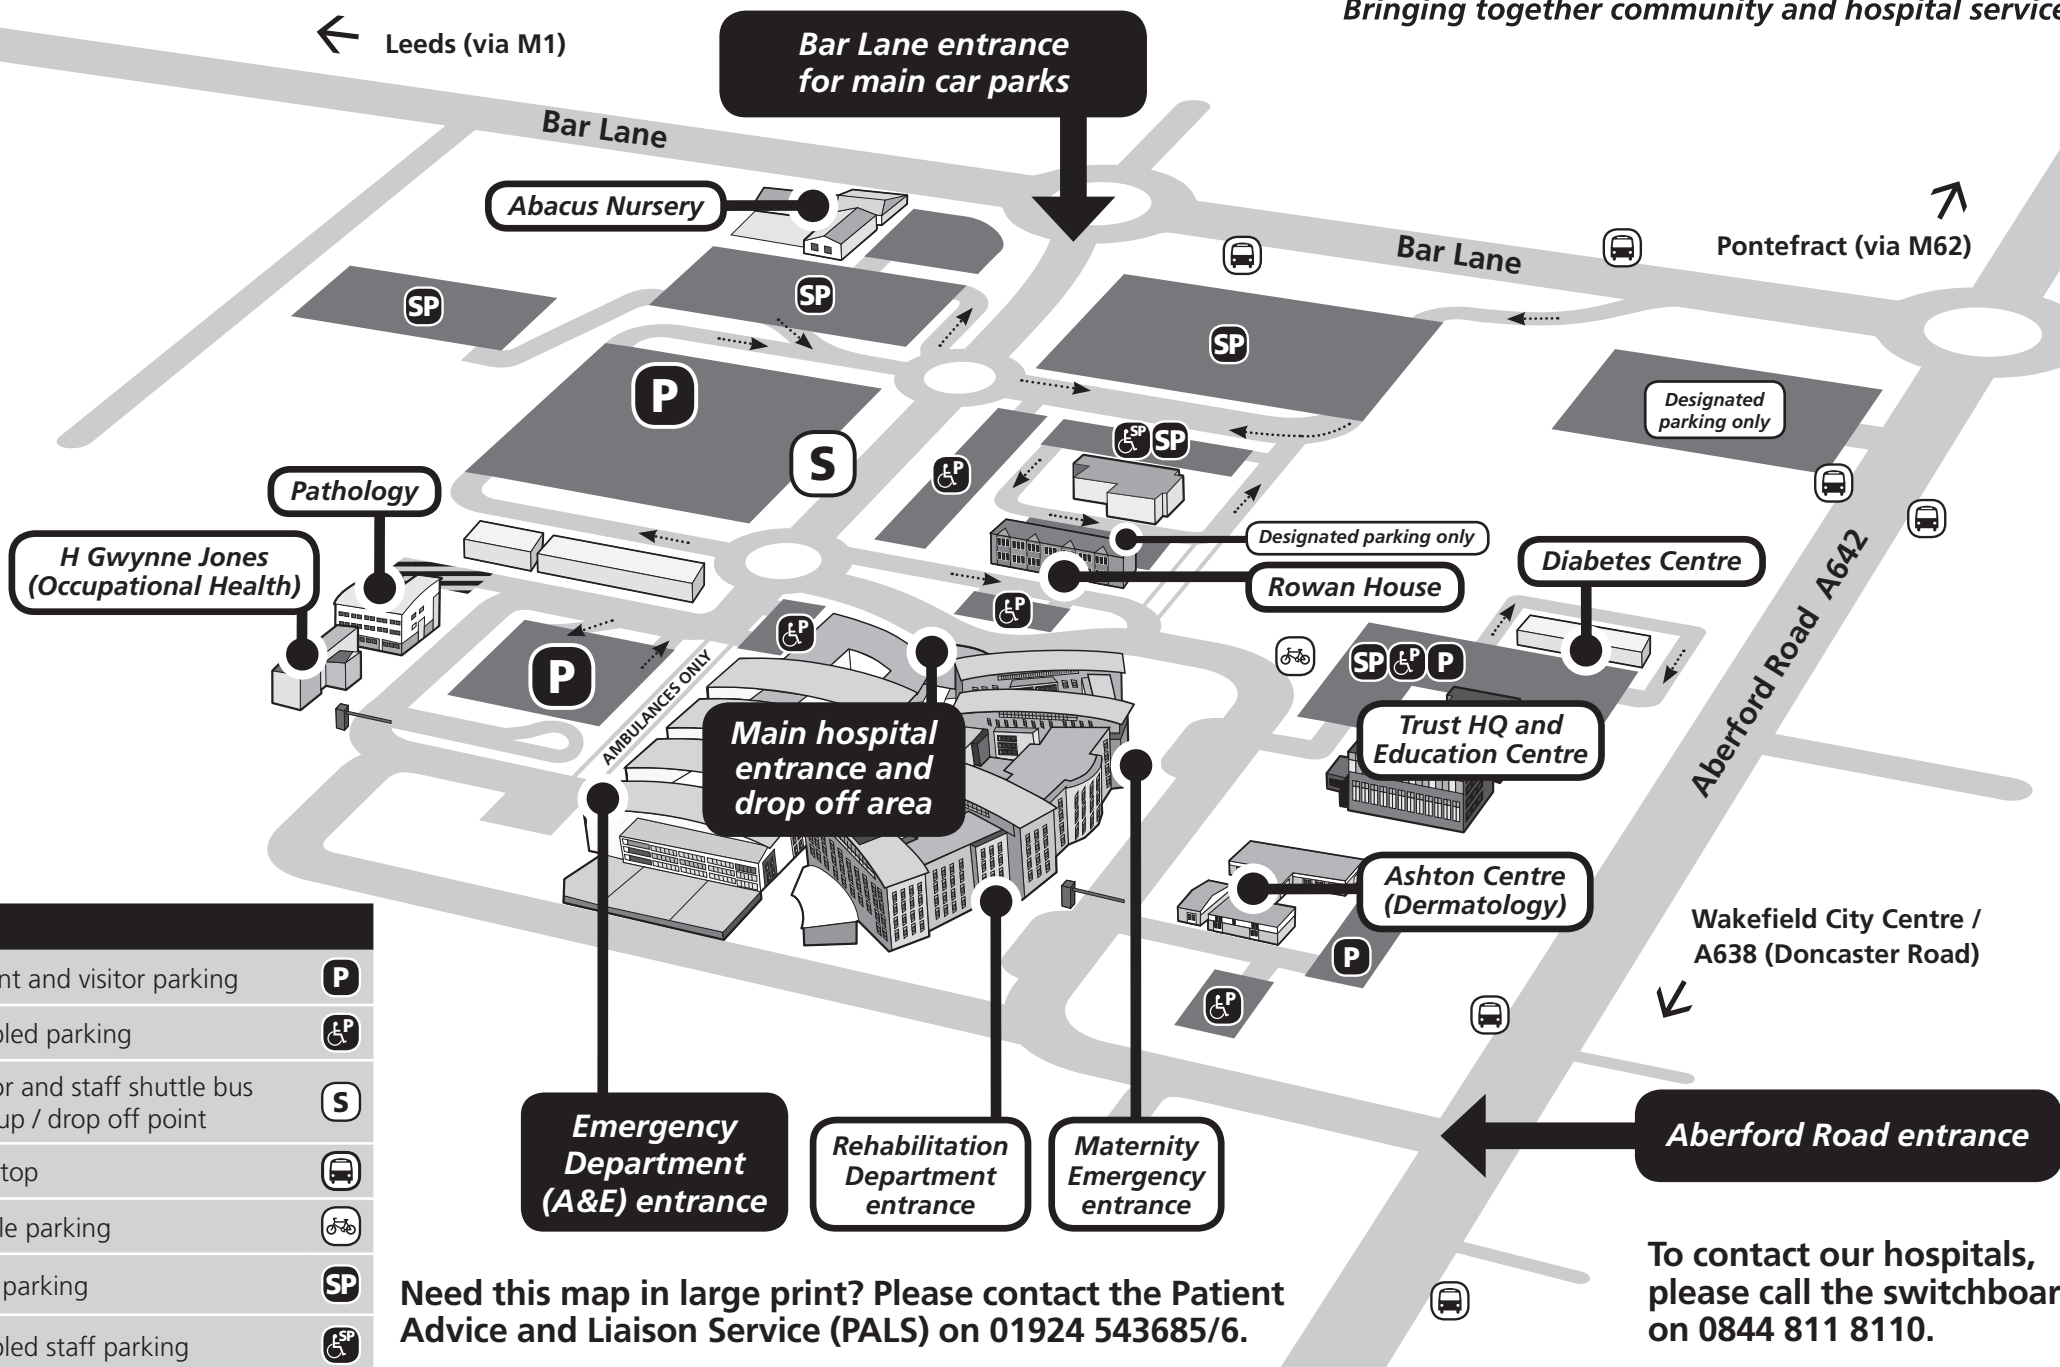 Bringing together community and hospital service
Leeds (via M1)
Bar Lane entrance
for main car parks
Bar Lane
Abacus Nursery
Bar Lane
Pontefract (via M62)
SP
SP
SP
P
Designated
parking only
S
P
SP
SP
Pathology
H Gwynne Jones
(Occupational Health)
Designated parking only
Rowan House
Diabetes Centre
Aberford Road A642
P
P
P
SP
P
P
AMBULANCES ONLY
Main hospital
entrance and
drop off area
Trust HQ and
Education Centre
Ashton Centre
(Dermatology)
P
P
Wakefield City Centre /
A638 (Doncaster Road)
nt and visitor parking P
led parking P
or and staff shuttle bus
up / drop off point S
top
le parking
parking SP
led staff parking SP
Emergency
Department
(A&E) entrance
Rehabilitation
Department
entrance
Maternity
Emergency
entrance
Aberford Road entrance
Need this map in large print? Please contact the Patient
Advice and Liaison Service (PALS) on 01924 543685/6.
To contact our hospitals,
please call the switchboar
on 0844 811 8110.